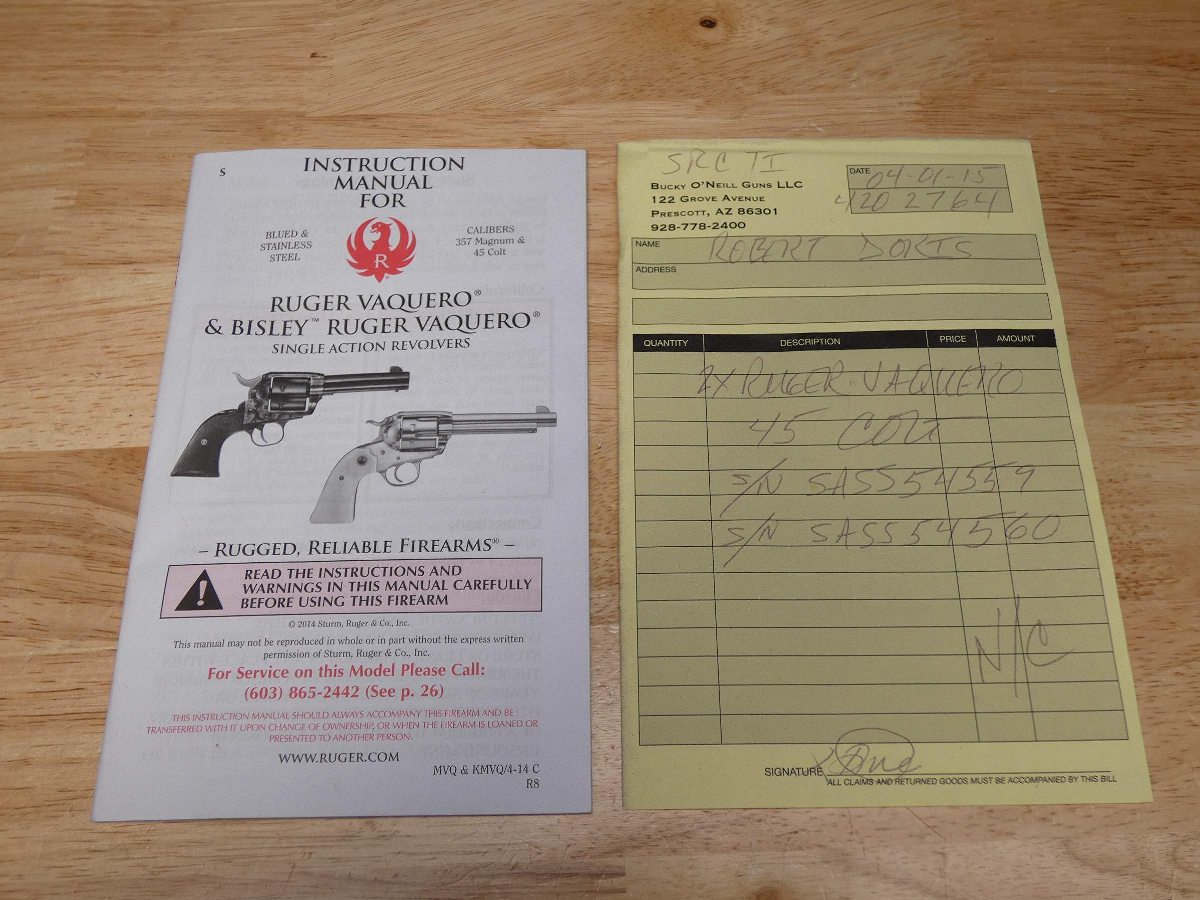 S
INSTRUCTION
MANUAL
FOR
BLUED &
STAINLESS
STEEL
R
CALIBERS
357 Magnum &
45 Colt
RUGER VAQUERO®
& BISLEY™ RUGER VAQUERO®
SINGLE ACTION REVOLVERS
– RUGGED, RELIABLE FIREARMS® –
READ THE INSTRUCTIONS AND
WARNINGS IN THIS MANUAL CAREFULLY
BEFORE USING THIS FIREARM
© 2014 Sturm, Ruger & Co., Inc.
This manual may not be reproduced in whole or in part without the express written
permission of Sturm, Ruger & Co., Inc.
For Service on this Model Please Call:
(603) 865-2442 (See p. 26)
THIS INSTRUCTION MANUAL SHOULD ALWAYS ACCOMPANY THIS FIREARM AND BE
TRANSFERRED WITH IT UPON CHANGE OF OWNERSHIP, OR WHEN THE FIREARM IS LOANED OR
PRESENTED TO ANOTHER PERSON.
WWW.RUGER.COM
MVQ & KMVQ/4-14 C
R8
BUCKY O'NEILL GUNS LLC
122 GROVE AVENUE
PRESCOTT, AZ 86301
928-778-2400
DATE 04-01-15
4202764
NAME ROBERT DORIS
ADDRESS
QUANTITY DESCRIPTION PRICE AMOUNT
2X RUGER VAQUERO
45 COLT
S/N SASS54559
S/N SASS54560
N/C
SIGNATURE
ALL CLAIMS AND RETURNED GOODS MUST BE ACCOMPANIED BY THIS BILL